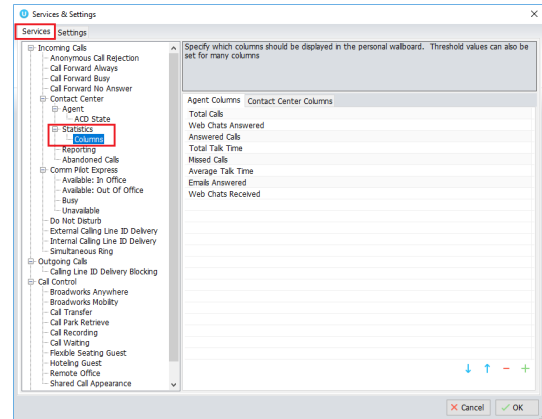 Services & Settings
Services Settings
Incoming Calls
Anonymous Call Rejection
Call Forward Always
Call Forward Busy
Call Forward No Answer
Contact Center
Agent
ACD State
Statistics
Columns
Reporting
Abandoned Calls
Comm Pilot Express
Available: In Office
Available: Out Of Office
Busy
Unavailable
Do Not Disturb
External Calling Line ID Delivery
Internal Calling Line ID Delivery
Simultaneous Ring
Outgoing Calls
Calling Line ID Delivery Blocking
Call Control
Broadworks Anywhere
Broadworks Mobility
Call Transfer
Call Park Retrieve
Call Recording
Call Waiting
Flexible Seating Guest
Hoteling Guest
Remote Office
Shared Call Appearance
Specify which columns should be displayed in the personal wallboard. Threshold values can also be
set for many columns
Agent Columns Contact Center Columns
Total Calls
Web Chats Answered
Answered Calls
Total Talk Time
Missed Calls
Average Talk Time
Emails Answered
Web Chats Received
Cancel OK